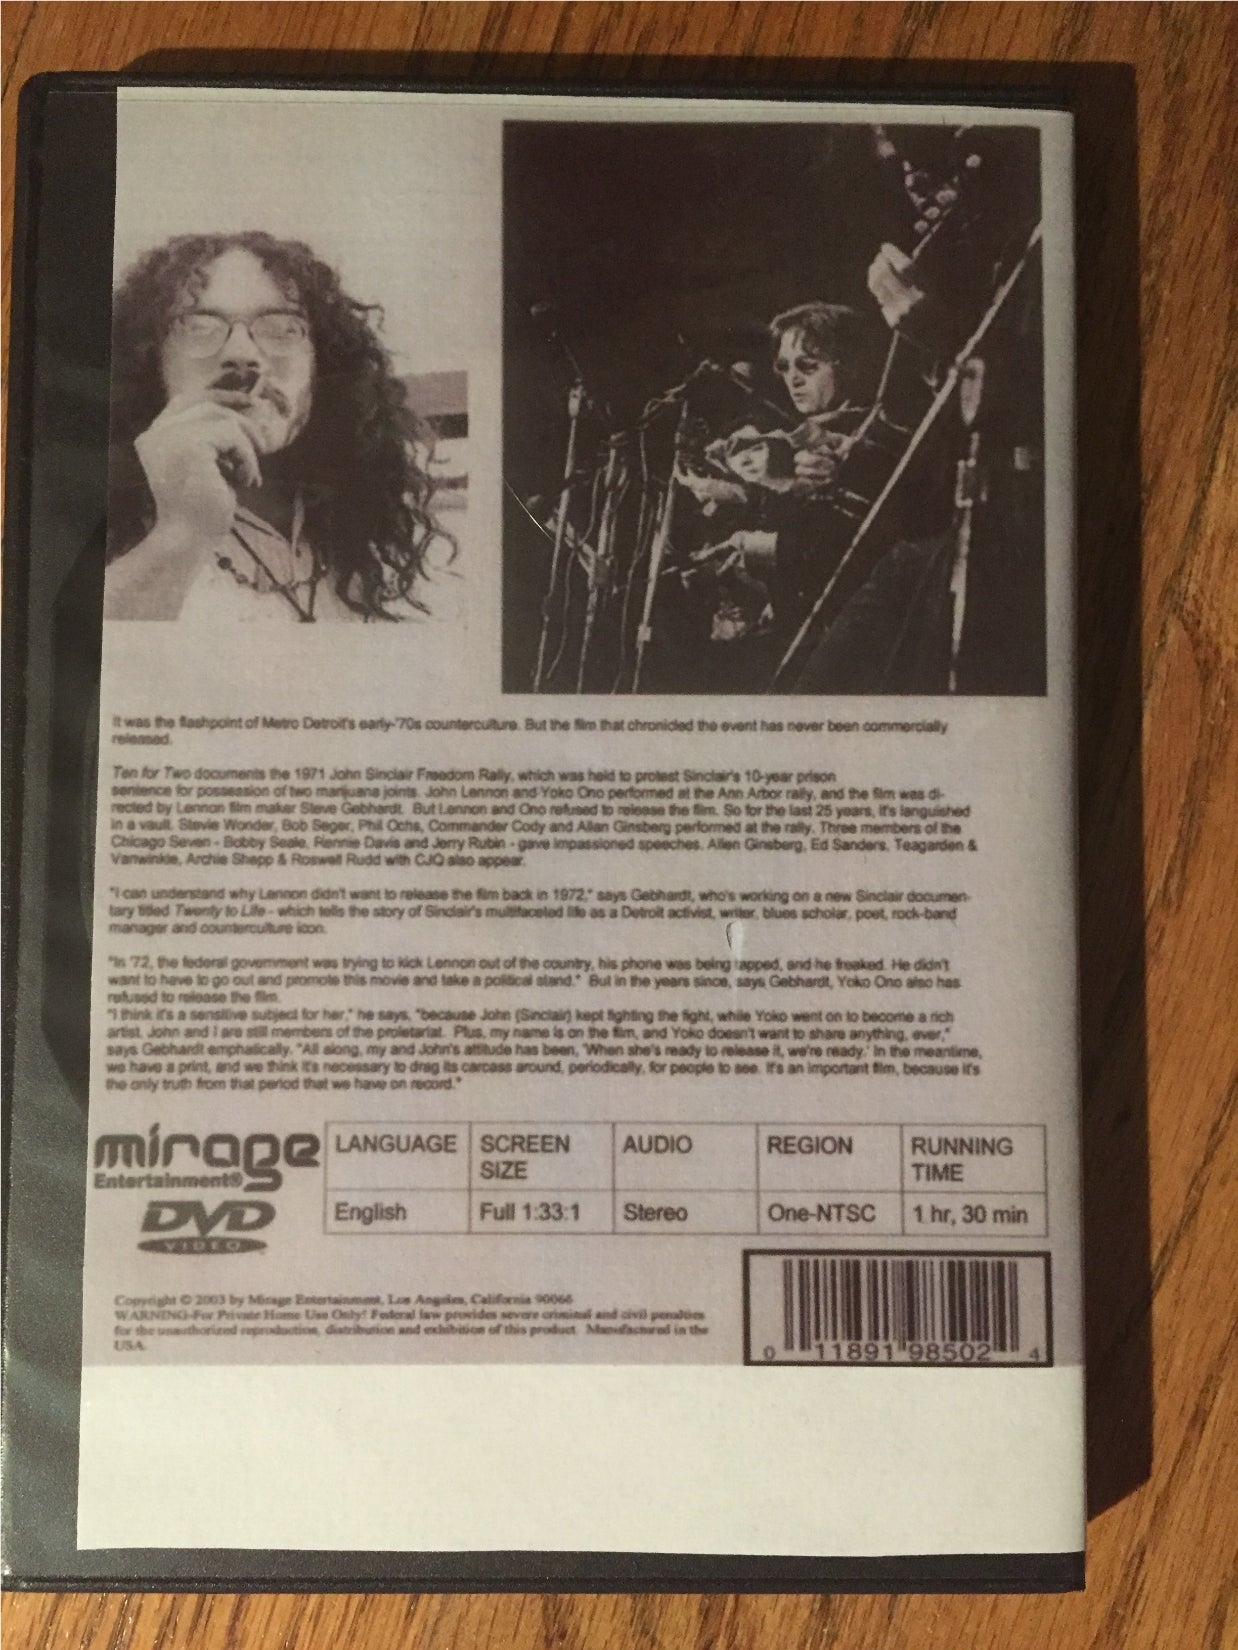 It was the flashpoint of Metro Detroit's early-'70s counterculture. But the film that chronicled the event has never been commercially
released.
Ten for Two documents the 1971 John Sinclair Freedom Rally, which was held to protest Sinclair's 10-year prison
sentence for possession of two marijuana joints. John Lennon and Yoko Ono performed at the Ann Arbor rally, and the film was di-
rected by Lennon film maker Steve Gebhardt. But Lennon and Ono refused to release the film. So for the last 25 years, it's languished
in a vault. Stevie Wonder, Bob Seger, Phil Ochs, Commander Cody and Allan Ginsberg performed at the rally. Three members of the
Chicago Seven - Bobby Seale, Rennie Davis and Jerry Rubin - gave impassioned speeches. Allen Ginsberg, Ed Sanders, Teagarden &
Vanwinkle, Archie Shepp & Roswell Rudd with CJQ also appear.
"I can understand why Lennon didn't want to release the film back in 1972," says Gebhardt, who's working on a new Sinclair documen-
tary titled Twenty to Life - which tells the story of Sinclair's multifaceted life as a Detroit activist, writer, blues scholar, poet, rock-band
manager and counterculture icon.
"In '72, the federal government was trying to kick Lennon out of the country, his phone was being tapped, and he freaked. He didn't
want to have to go out and promote this movie and take a political stand." But in the years since, says Gebhardt, Yoko Ono also has
refused to release the film.
"I think it's a sensitive subject for her," he says, "because John (Sinclair) kept fighting the fight, while Yoko went on to become a rich
artist. John and I are still members of the proletariat. Plus, my name is on the film, and Yoko doesn't want to share anything, ever,"
says Gebhardt emphatically. "All along, my and John's attitude has been, 'When she's ready to release it, we're ready.' In the meantime,
we have a print, and we think it's necessary to drag its carcass around, periodically, for people to see. It's an important film, because it's
the only truth from that period that we have on record."
mirage
Entertainment®
DVD
VIDEO
LANGUAGE SCREEN SIZE AUDIO REGION RUNNING TIME
English Full 1:33:1 Stereo One-NTSC 1 hr, 30 min
Copyright © 2003 by Mirage Entertainment, Los Angeles, California 90066
WARNING-For Private Home Use Only! Federal law provides severe criminal and civil penalties
for the unauthorized reproduction, distribution and exhibition of this product. Manufactured in the
USA.
0 11891 98502 4